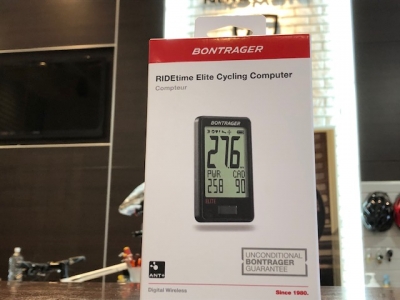 BONTRAGER
RIDEtime Elite Cycling Computer
Compteur
BONTRAGER
27.6
PWR CAD
258 90
ELITE
UNCONDITIONAL
BONTRAGER
GUARANTEE
ANT+
Digital Wireless
Since 1980.